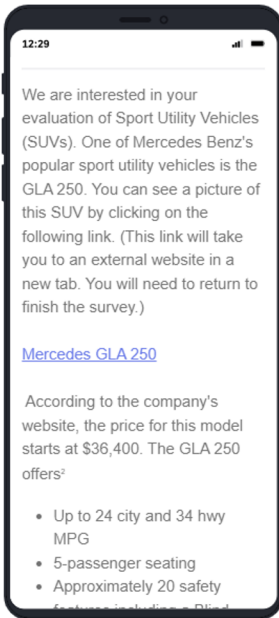 12:29
We are interested in your
evaluation of Sport Utility Vehicles
(SUVs). One of Mercedes Benz's
popular sport utility vehicles is the
GLA 250. You can see a picture of
this SUV by clicking on the
following link. (This link will take
you to an external website in a
new tab. You will need to return to
finish the survey.)
Mercedes GLA 250
According to the company's
website, the price for this model
starts at $36,400. The GLA 250
offers²
• Up to 24 city and 34 hwy
MPG
• 5-passenger seating
• Approximately 20 safety
features including a Blind